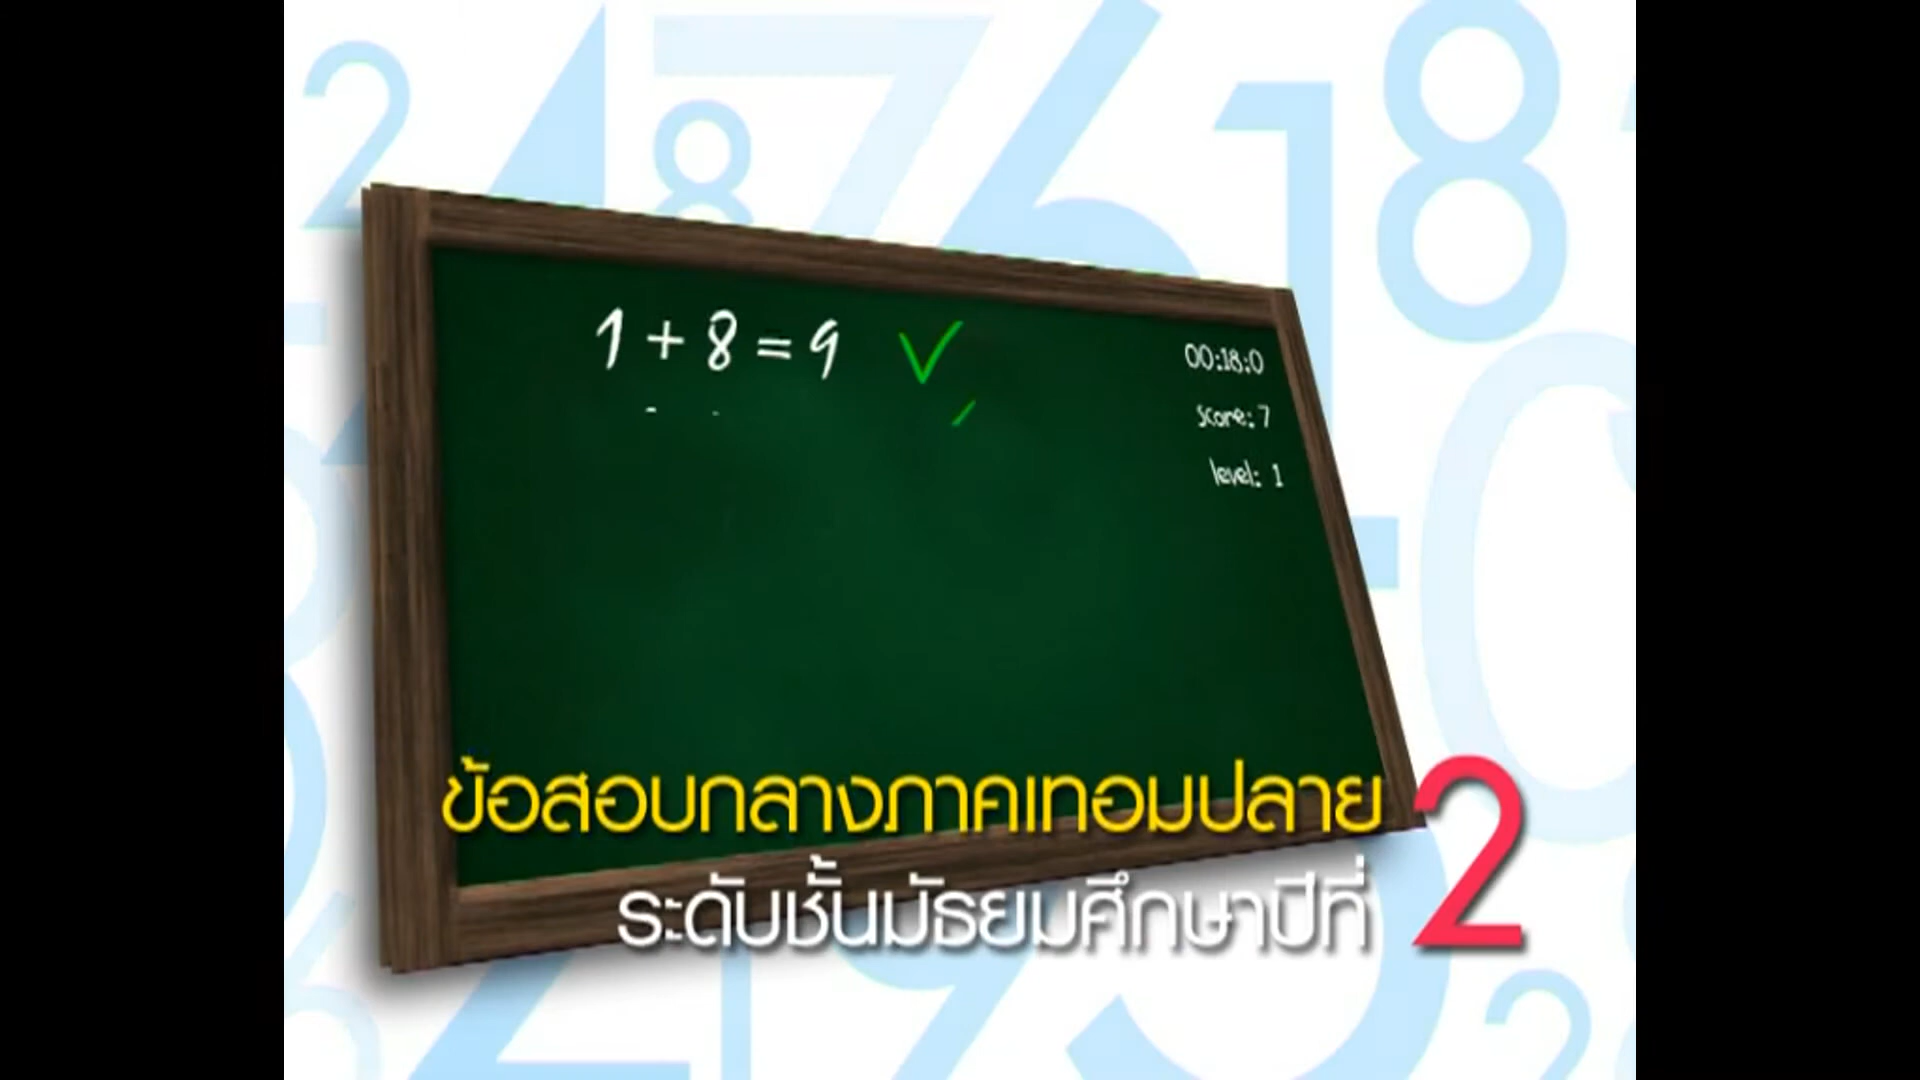 1 + 8 = 9 ✓
00:18:0
Score: 7
level: 1
ข้อสอบกลางภาคเทอมปลาย
ระดับชั้นมัธยมศึกษาปีที่ 2